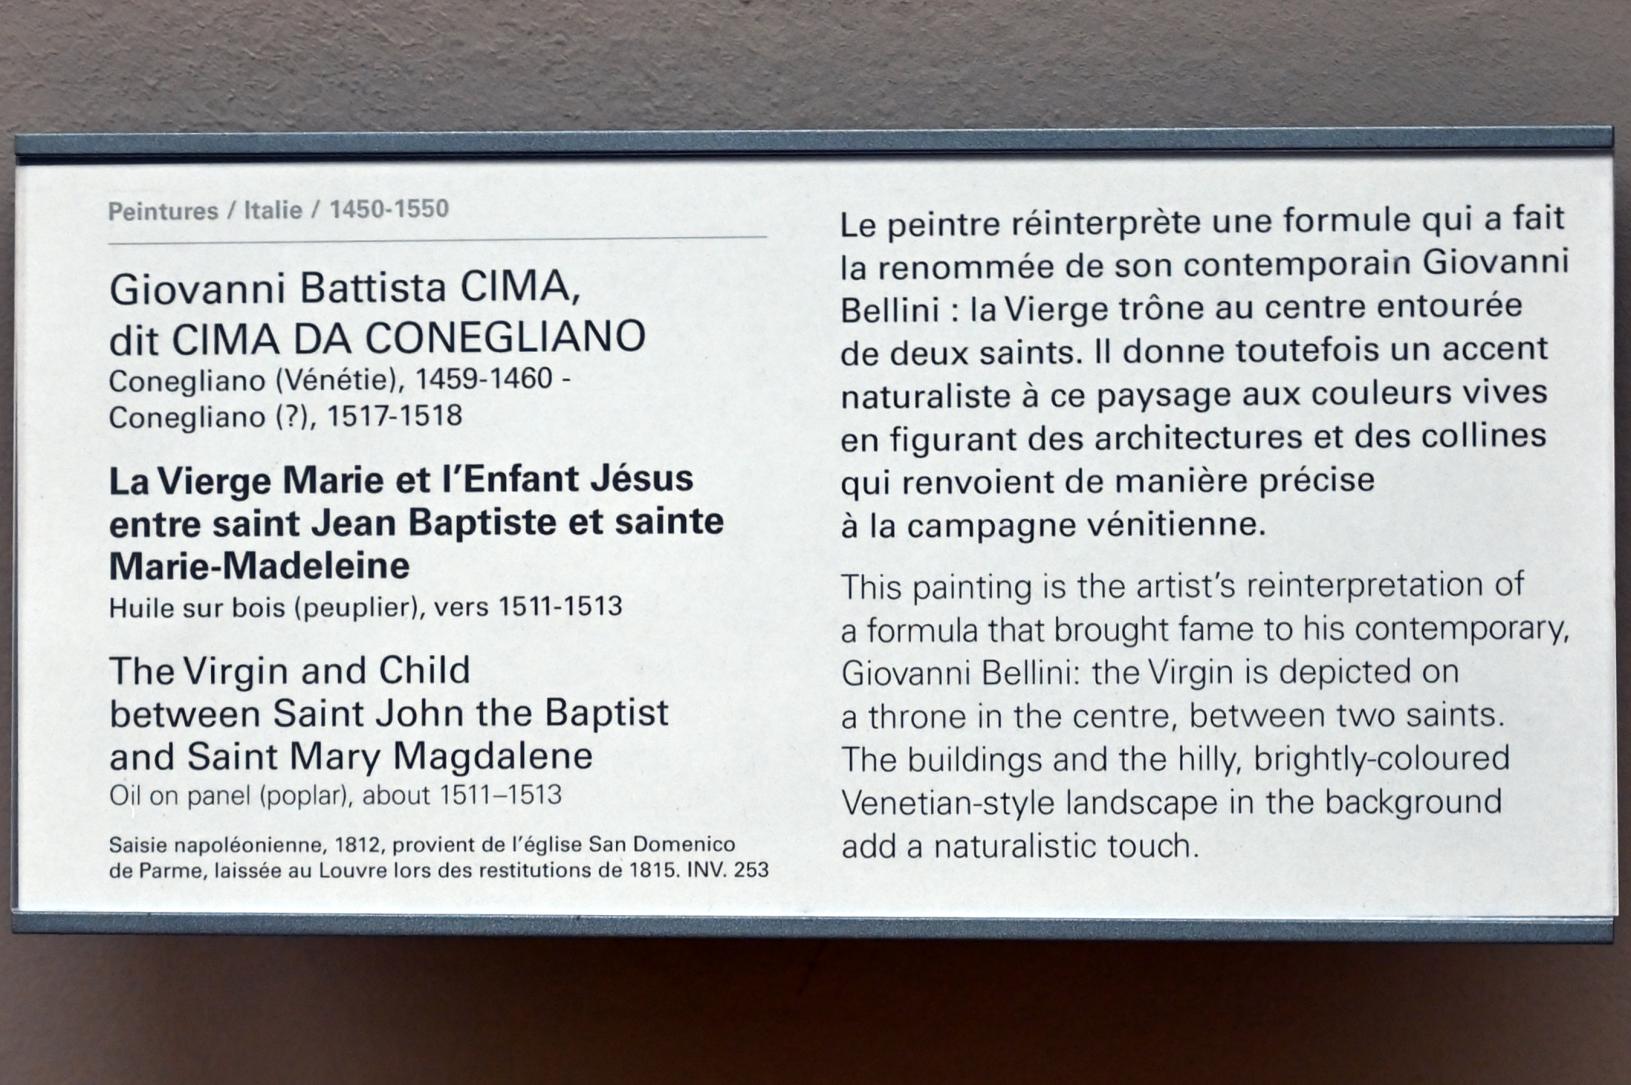 Peintures / Italie / 1450-1550
Giovanni Battista CIMA,
dit CIMA DA CONEGLIANO
Conegliano (Vénétie), 1459-1460 -
Conegliano (?), 1517-1518
La Vierge Marie et l'Enfant Jésus
entre saint Jean Baptiste et sainte
Marie-Madeleine
Huile sur bois (peuplier), vers 1511-1513
The Virgin and Child
between Saint John the Baptist
and Saint Mary Magdalene
Oil on panel (poplar), about 1511–1513
Saisie napoléonienne, 1812, provient de l'église San Domenico
de Parme, laissée au Louvre lors des restitutions de 1815. INV. 253
Le peintre réinterprète une formule qui a fait
la renommée de son contemporain Giovanni
Bellini : la Vierge trône au centre entourée
de deux saints. Il donne toutefois un accent
naturaliste à ce paysage aux couleurs vives
en figurant des architectures et des collines
qui renvoient de manière précise
à la campagne vénitienne.
This painting is the artist's reinterpretation of
a formula that brought fame to his contemporary,
Giovanni Bellini: the Virgin is depicted on
a throne in the centre, between two saints.
The buildings and the hilly, brightly-coloured
Venetian-style landscape in the background
add a naturalistic touch.